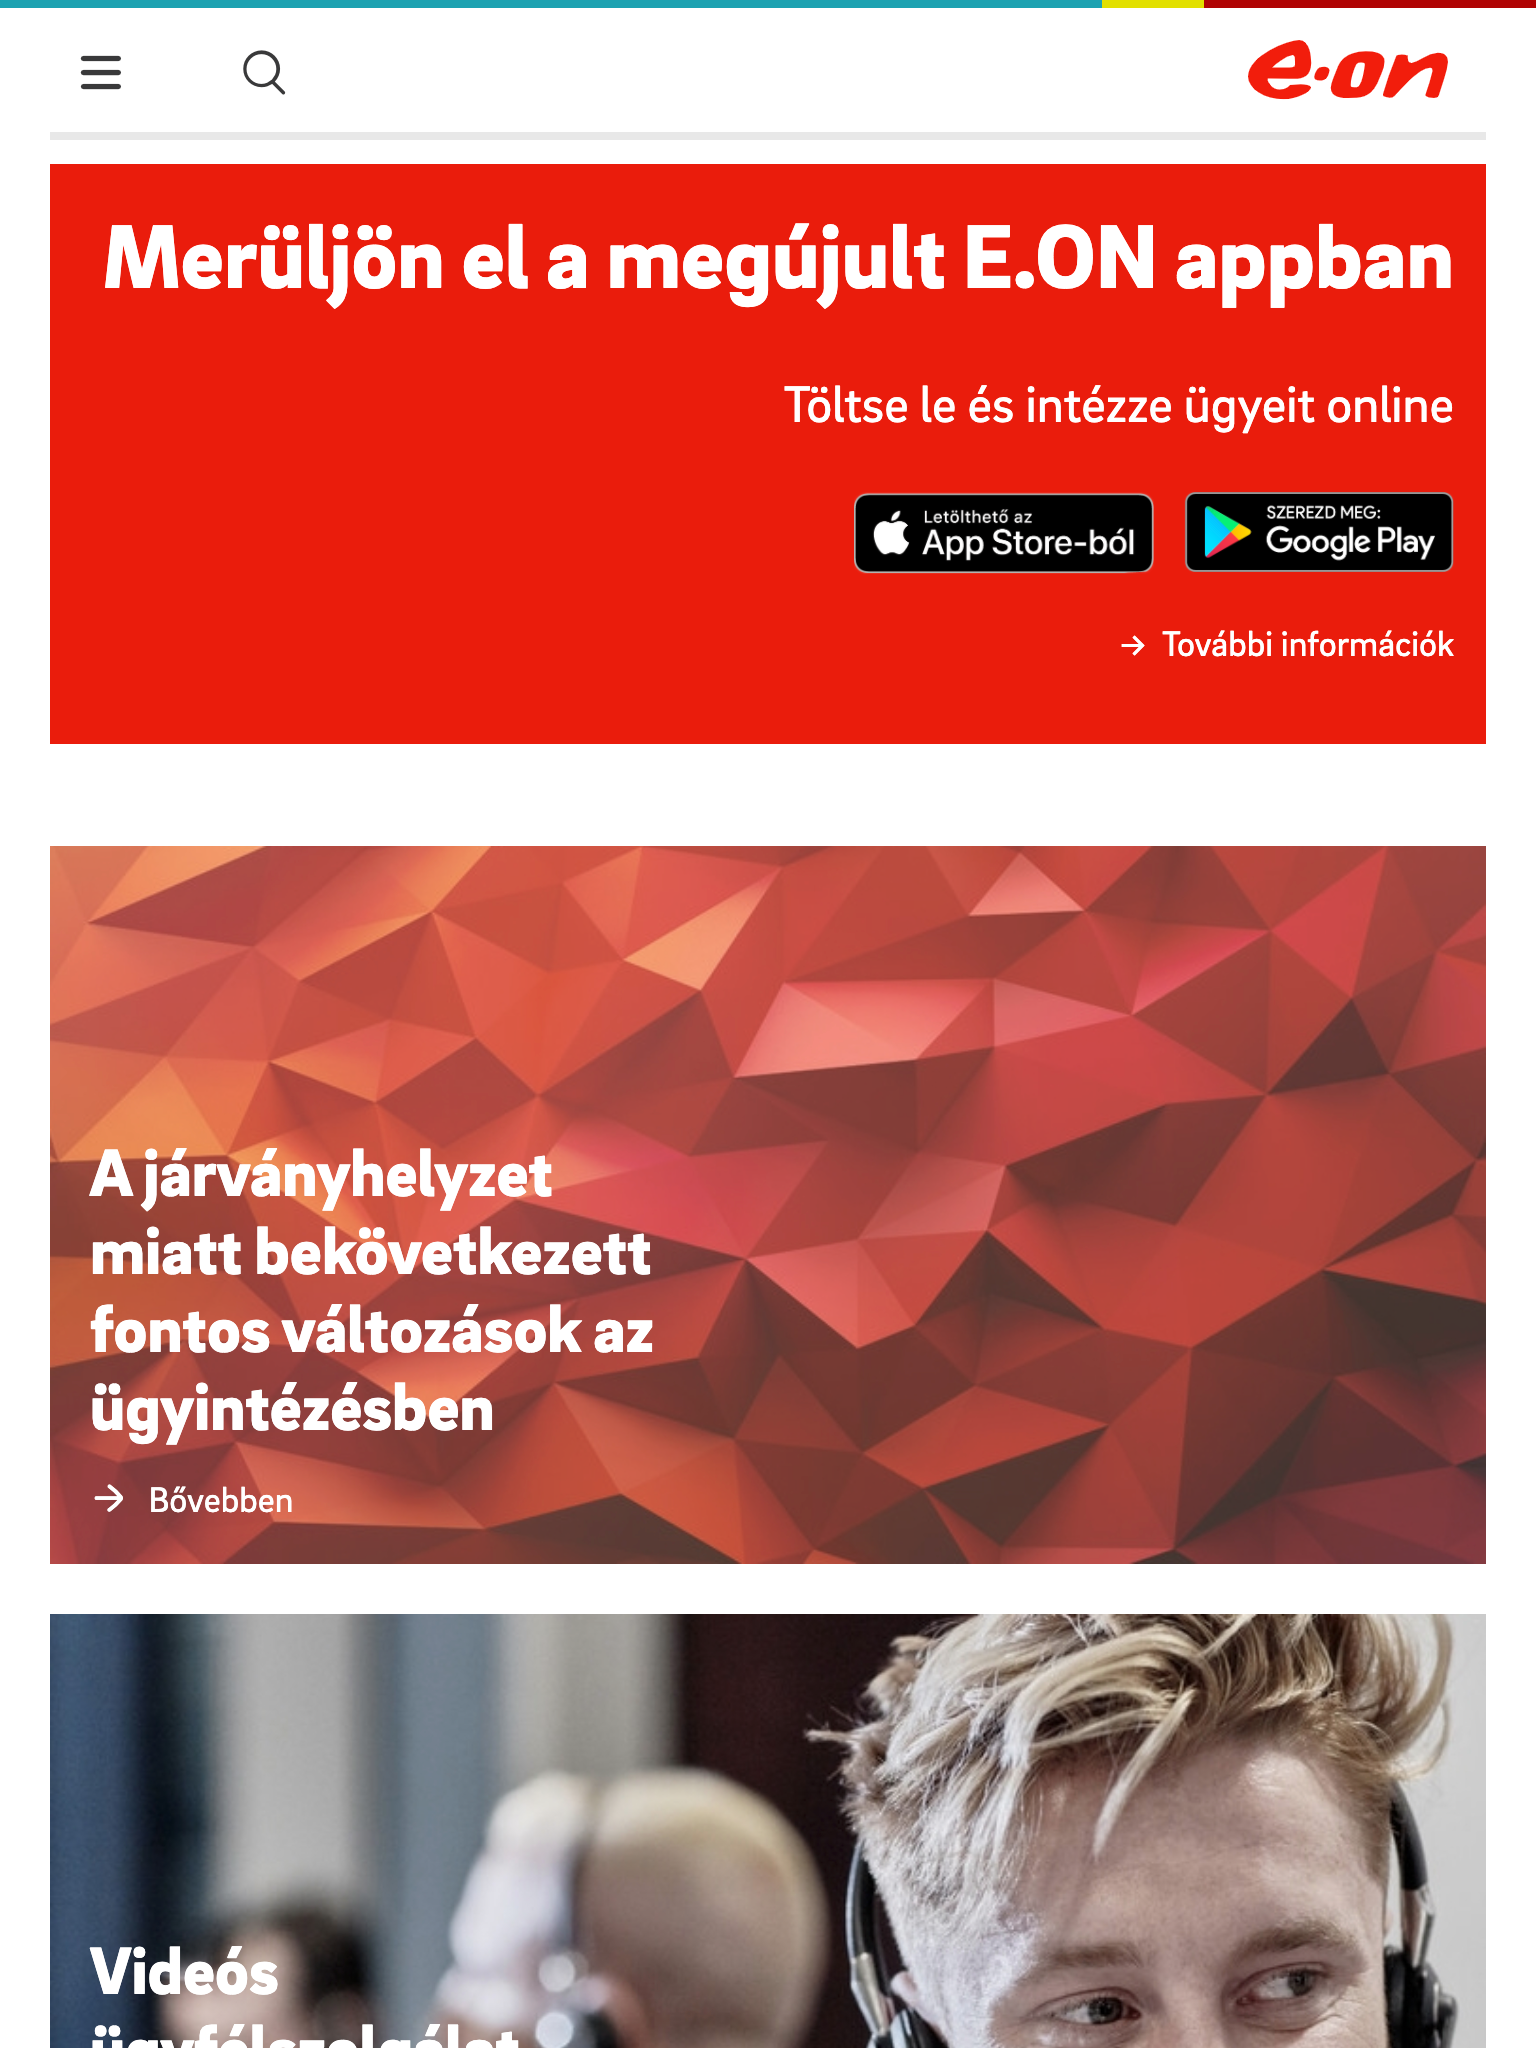 e·on
Merüljön el a megújult E.ON appban
Töltse le és intézze ügyeit online
Letölthető az
App Store-ból
SZEREZD MEG:
Google Play
→ További információk
A járványhelyzet
miatt bekövetkezett
fontos változások az
ügyintézésben
→ Bővebben
Videós
ügyfélszolgálat